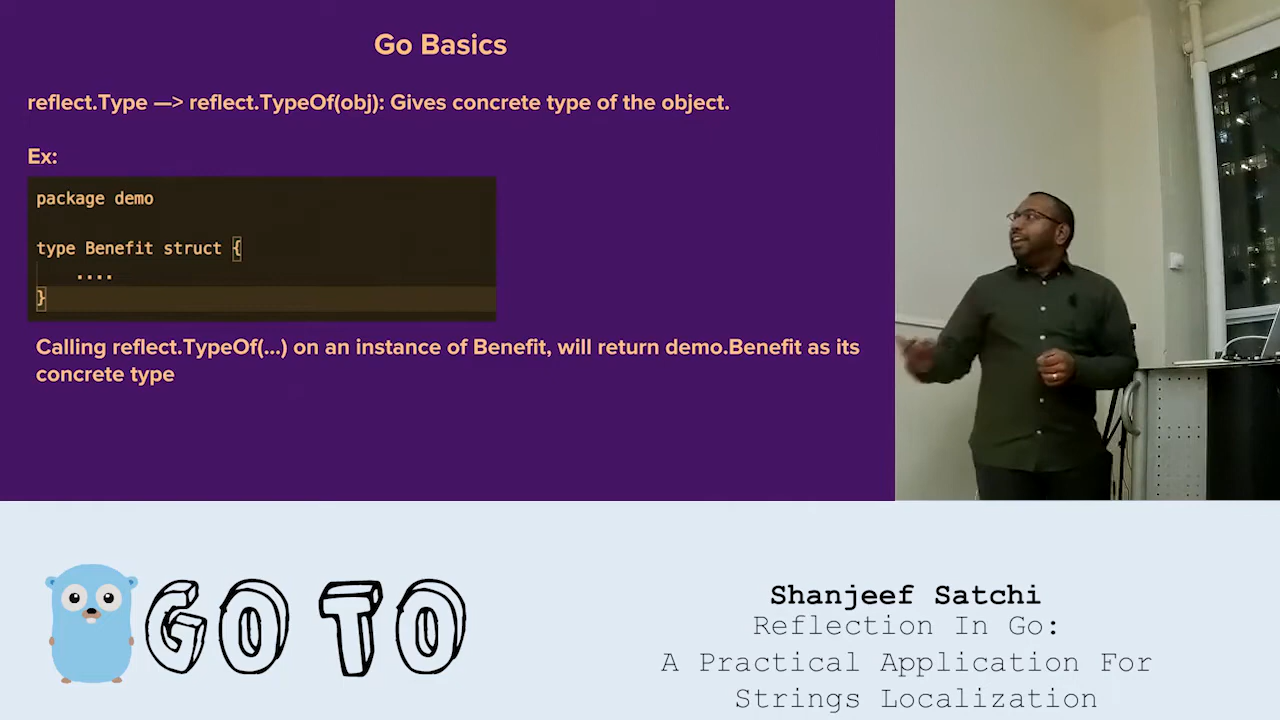 Go Basics
reflect.Type —> reflect.TypeOf(obj): Gives concrete type of the object.
Ex:
package demo
type Benefit struct {
....
}
Calling reflect.TypeOf(...) on an instance of Benefit, will return demo.Benefit as its
concrete type
GO TO
Shanjeef Satchi
Reflection In Go:
A Practical Application For
Strings Localization